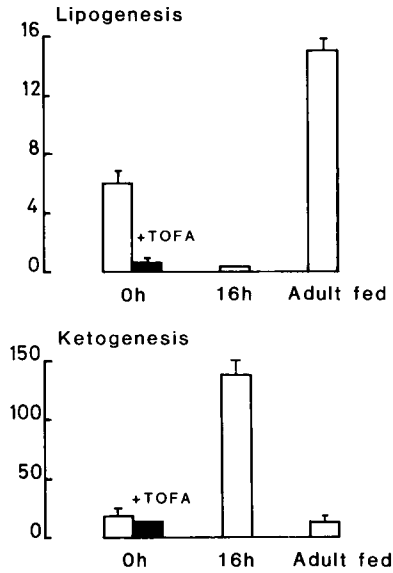 Lipogenesis
16
12
8
4
0
+TOFA
0h 16h Adult fed
Ketogenesis
150
100
50
0
+TOFA
0h 16h Adult fed